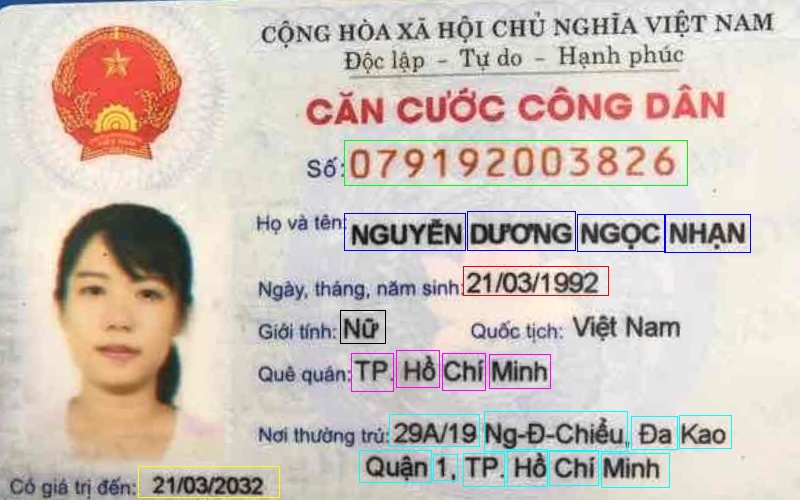 CỘNG HÒA XÃ HỘI CHỦ NGHĨA VIỆT NAM
Độc lập - Tự do - Hạnh phúc
CĂN CƯỚC CÔNG DÂN
Số: 079192003826
Họ và tên: NGUYỄN DƯƠNG NGỌC NHẠN
Ngày, tháng, năm sinh: 21/03/1992
Giới tính: Nữ Quốc tịch: Việt Nam
Quê quán: TP. Hồ Chí Minh
Nơi thường trú: 29A/19 Ng-Đ-Chiểu, Đa Kao
Quận 1, TP. Hồ Chí Minh
Có giá trị đến: 21/03/2032